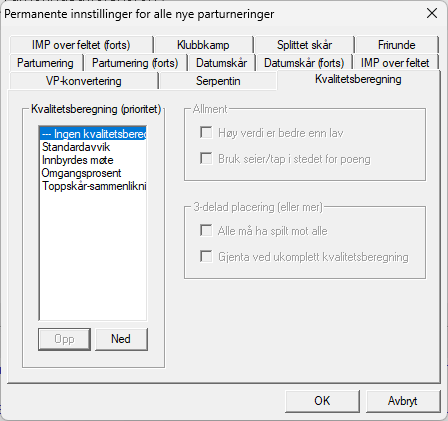 Permanente innstillinger for alle nye parturneringer
IMP over feltet (forts)
Klubbkamp
Splittet skår
Frirunde
Parturnering
Parturnering (forts)
Datumskår
Datumskår (forts)
IMP over feltet
VP-konvertering
Serpentin
Kvalitetsberegning
Kvalitetsberegning (prioritet)
--- Ingen kvalitetsbereg
Standardavvik
Innbyrdes møte
Omgangsprosent
Toppskår-sammenlikni
Opp
Ned
Allment
Høy verdi er bedre enn lav
Bruk seier/tap i stedet for poeng
3-delad placering (eller mer)
Alle må ha spilt mot alle
Gjenta ved ukomplett kvalitetsberegning
OK
Avbryt